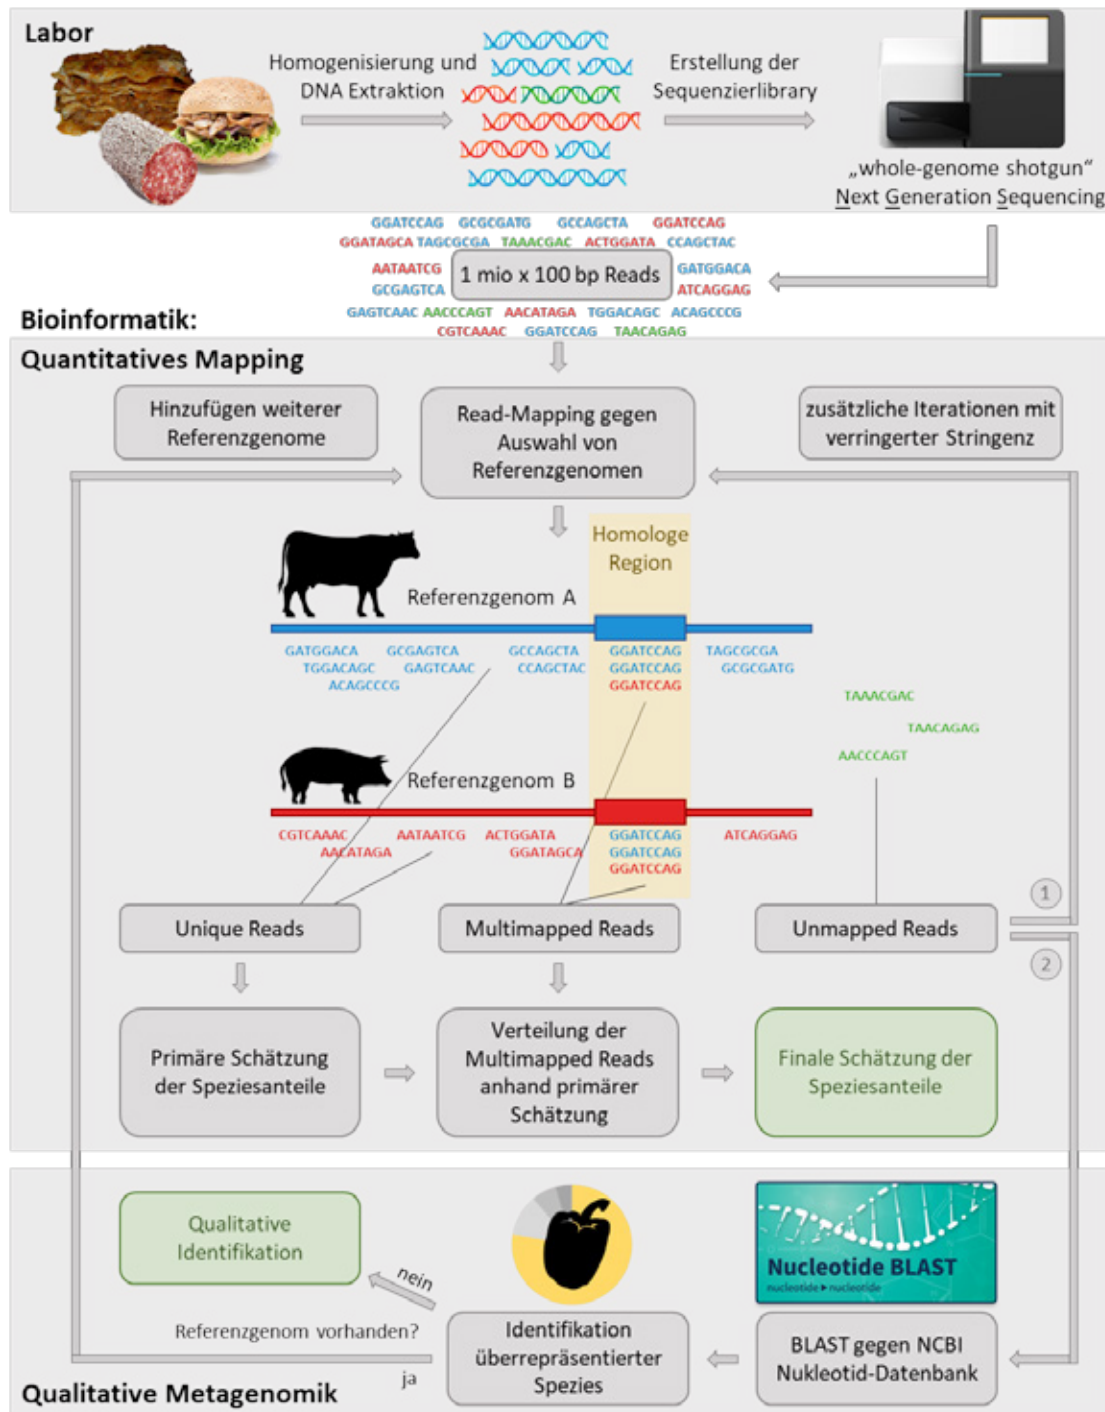 Labor
Homogenisierung und
DNA Extraktion
Erstellung der
Sequenzierlibrary
„whole-genome shotgun“
Next Generation Sequencing
GGATCCAG GCGCGATG GCCAGCTA GGATCCAG
GGATAGCA TAGCGCGA TAAACGAC ACTGGATA CCAGCTAC
AATAATCG GATGGACA
1 mio x 100 bp Reads
GCGAGTCA ATCAGGAG
GAGTCAAC AACCCAGT AACATAGA TGGACAGC ACAGCCCG
CGTCAAAC GGATCCAG TAACAGAG
Bioinformatik:
Quantitatives Mapping
Hinzufügen weiterer
Referenzgenome
Read-Mapping gegen
Auswahl von
Referenzgenomen
zusätzliche Iterationen mit
verringerter Stringenz
Homologe
Region
Referenzgenom A
GATGGACA GCGAGTCA GCCAGCTA GGATCCAG TAGCGCGA
TGGACAGC GAGTCAAC CCAGCTAC GGATCCAG GCGCGATG
ACAGCCCG GGATCCAG
TAAACGAC
TAACAGAG
AACCCAGT
Referenzgenom B
CGTCAAAC AATAATCG ACTGGATA GGATCCAG ATCAGGAG
AACATAGA GGATAGCA GGATCCAG
GGATCCAG
Unique Reads
Multimapped Reads
Unmapped Reads
1
2
Primäre Schätzung
der Speziesanteile
Verteilung der
Multimapped Reads
anhand primärer
Schätzung
Finale Schätzung der
Speziesanteile
Qualitative
Identifikation
Nucleotide BLAST
nucleotide ▸ nucleotide
nein
Referenzgenom vorhanden?
ja
Identifikation
überrepräsentierter
Spezies
BLAST gegen NCBI
Nukleotid-Datenbank
Qualitative Metagenomik